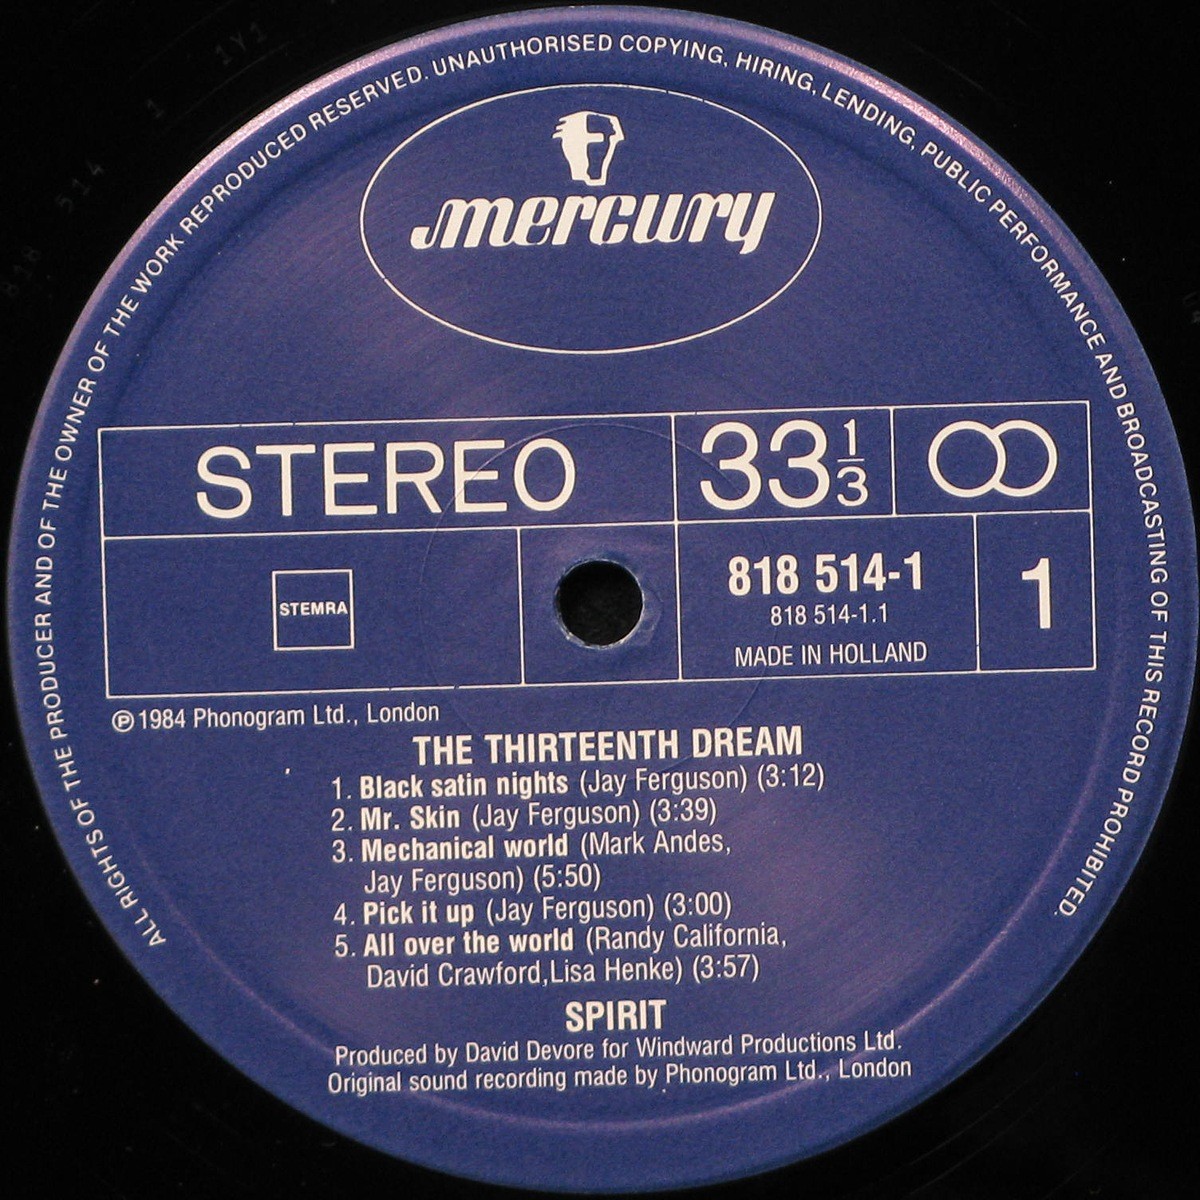 ALL RIGHTS OF THE PRODUCER AND OF THE OWNER OF THE WORK REPRODUCED RESERVED. UNAUTHORISED COPYING, HIRING, LENDING, PUBLIC PERFORMANCE AND BROADCASTING OF THIS RECORD PROHIBITED.
mercury
STEREO
33 1/3
STEMRA
818 514-1
818 514-1.1
MADE IN HOLLAND
1
Ⓟ 1984 Phonogram Ltd., London
THE THIRTEENTH DREAM
1. Black satin nights (Jay Ferguson) (3:12)
2. Mr. Skin (Jay Ferguson) (3:39)
3. Mechanical world (Mark Andes,
Jay Ferguson) (5:50)
4. Pick it up (Jay Ferguson) (3:00)
5. All over the world (Randy California,
David Crawford,Lisa Henke) (3:57)
SPIRIT
Produced by David Devore for Windward Productions Ltd.
Original sound recording made by Phonogram Ltd., London